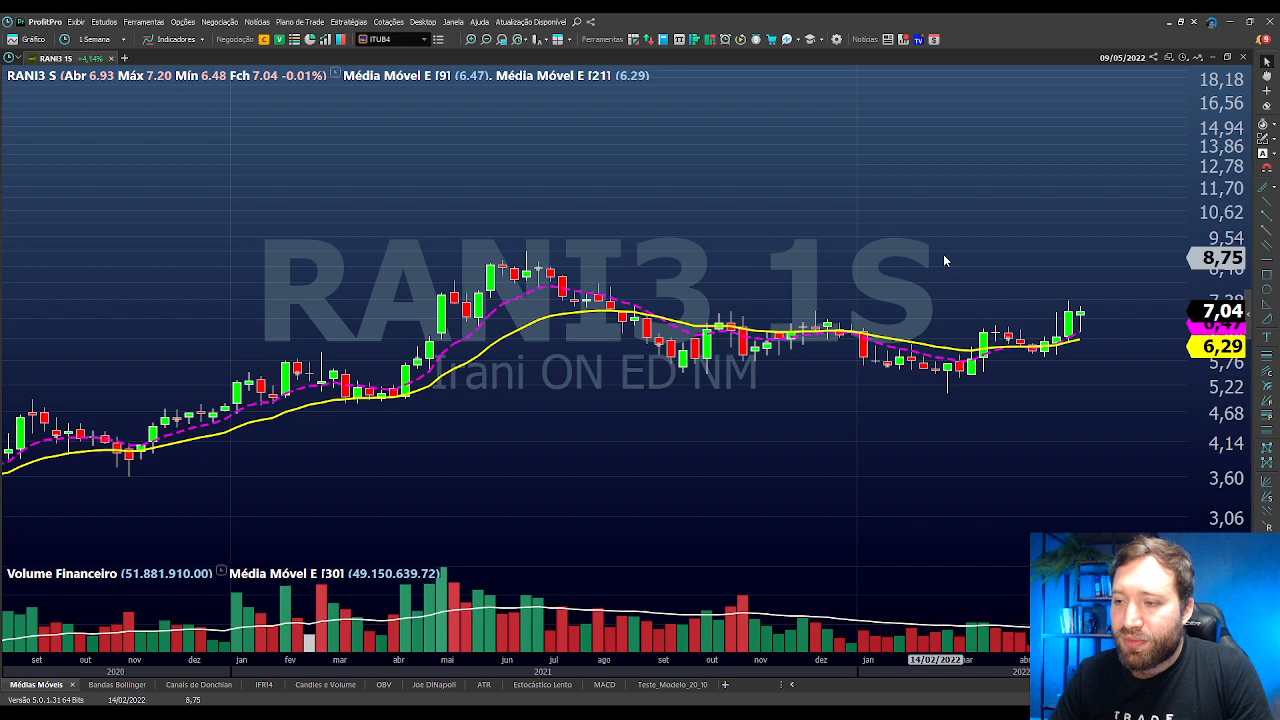 ProfitPro Exibir Estudos Ferramentas Opções Negociação Notícias Plano de Trade Estratégias Cotações Desktop Janela Ajuda Atualização Disponível
Gráfico 1 Semana Indicadores Negociação C V ITUB4 Ferramentas Notícias TV 9
RANI3 1S +4,14% 09/05/2022
RANI3 S (Abr 6.93 Máx 7.20 Mín 6.48 Fch 7.04 -0.01%) Média Móvel E [9] (6.47), Média Móvel E [21] (6.29)
18,18
16,56
14,94
13,86
12,78
11,70
10,62
9,54
8,75
7,04
6,47
6,29
5,76
5,22
4,68
4,14
3,60
3,06
RANI3 1S
Irani ON ED NM
Volume Financeiro (51.881.910.00) Média Móvel E [30] (49.150.639.72)
set out nov dez jan fev mar abr mai jun jul ago set out nov dez jan 14/02/2022 mar abr
2020 2021 2022
Médias Móveis Bandas Bollinger Canais de Donchian IFR14 Candles e Volume OBV Joe DiNapoli ATR Estocástico Lento MACD Teste_Modelo_20_10
Versão 5.0.1.31 64 Bits 14/02/2022 8,75
TRADE